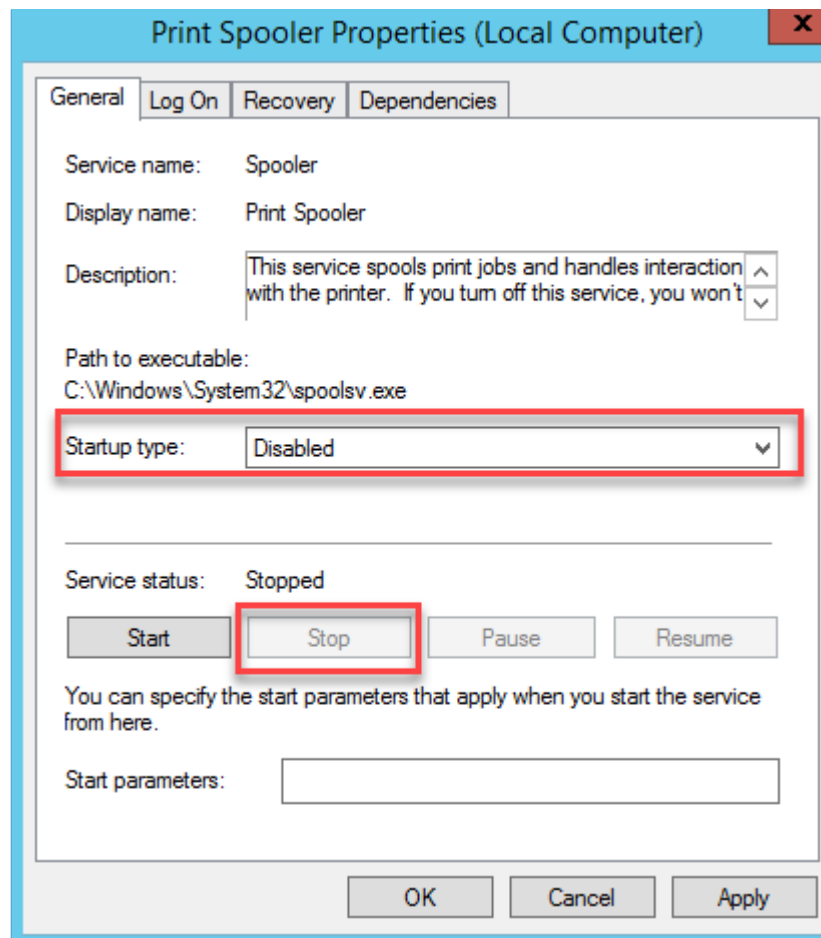 Print Spooler Properties (Local Computer)
x
General Log On Recovery Dependencies
Service name: Spooler
Display name: Print Spooler
Description: This service spools print jobs and handles interaction
with the printer. If you turn off this service, you won't
Path to executable:
C:\Windows\System32\spoolsv.exe
Startup type: Disabled
Service status: Stopped
Start Stop Pause Resume
You can specify the start parameters that apply when you start the service
from here.
Start parameters:
OK Cancel Apply